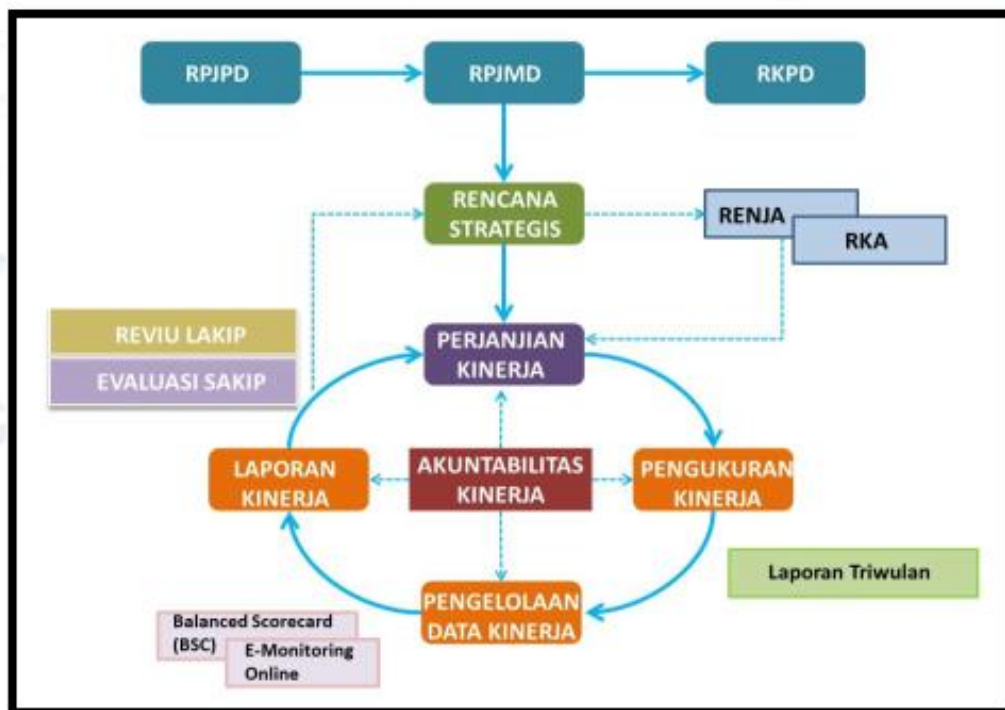 RPJPD
RPJMD
RKPD
RENCANA
STRATEGIS
RENJA
RKA
REVIU LAKIP
EVALUASI SAKIP
PERJANJIAN
KINERJA
LAPORAN
KINERJA
AKUNTABILITAS
KINERJA
PENGUKURAN
KINERJA
Laporan Triwulan
PENGELOLAAN
DATA KINERJA
Balanced Scorecard
(BSC)
E-Monitoring
Online